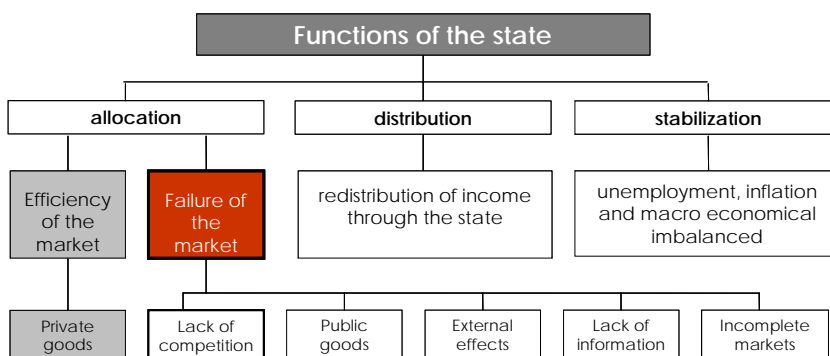 Functions of the state
allocation
distribution
stabilization
Efficiency
of the
market
Failure of
the
market
redistribution of income
through the state
unemployment, inflation
and macro economical
imbalanced
Private
goods
Lack of
competition
Public
goods
External
effects
Lack of
information
Incomplete
markets